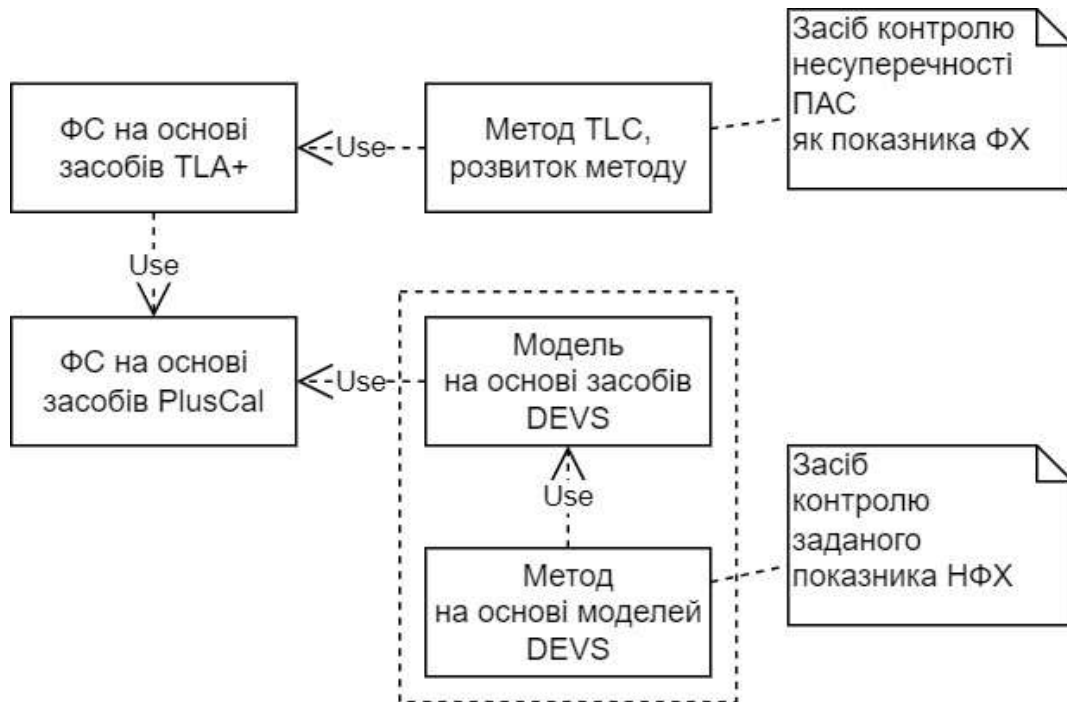 Засіб контролю
несуперечності
ПАС
як показника ФХ
ФС на основі
засобів TLA+
Use
Метод TLC,
розвиток методу
Use
ФС на основі
засобів PlusCal
Use
Модель
на основі засобів
DEVS
Use
Метод
на основі моделей
DEVS
Засіб
контролю
заданого
показника НФХ